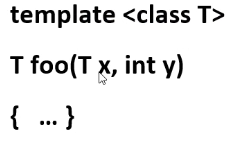 template <class T>
T foo(T x, int y)
{ ... }